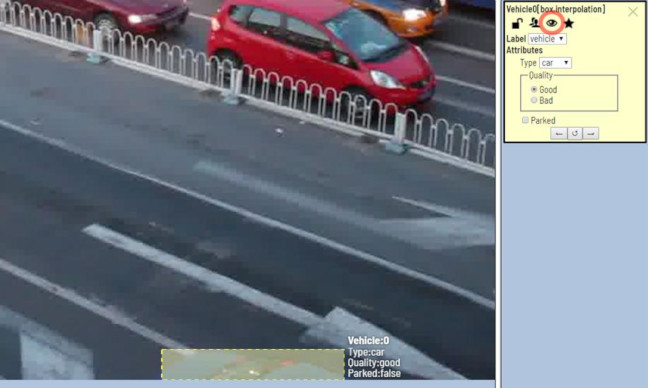 Vehicle0[box,interpolation]
Label vehicle
Attributes
Type car
Quality
Good
Bad
Parked
Vehicle:0
Type:car
Quality:good
Parked:false